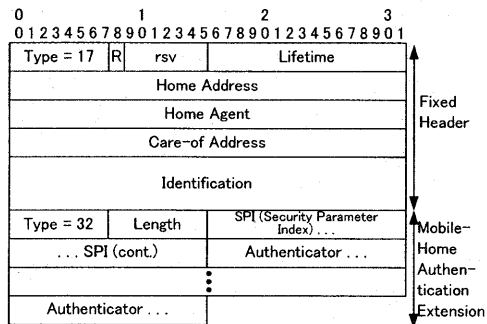 0 1 2 3
0 1 2 3 4 5 6 7 8 9 0 1 2 3 4 5 6 7 8 9 0 1 2 3 4 5 6 7 8 9 0 1
Type = 17 R rsv Lifetime
Home Address
Home Agent
Care-of Address
Identification
Fixed
Header
Type = 32 Length SPI (Security Parameter
Index) . . .
. . . SPI (cont.) Authenticator . . .
Authenticator . . .
Mobile-
Home
Authen-
tication
Extension